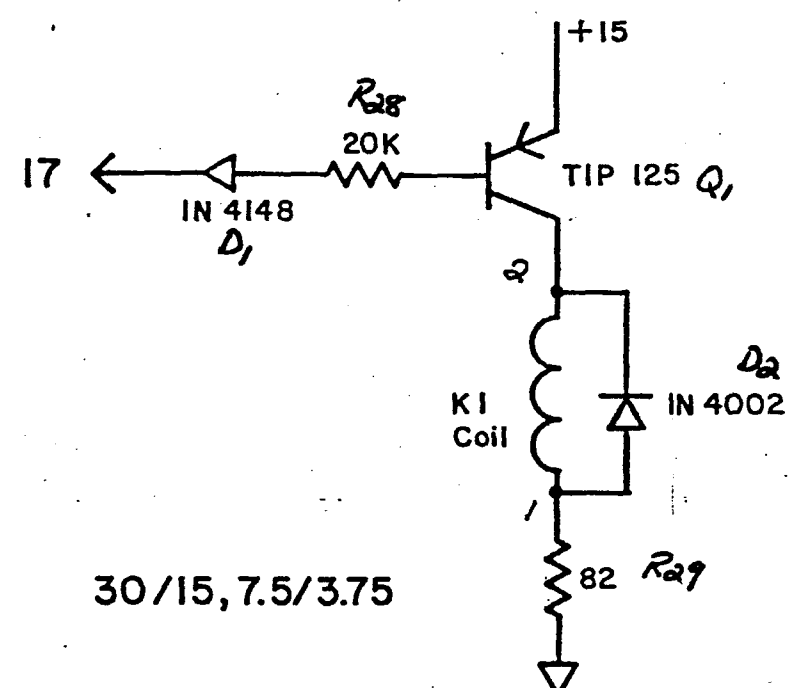 +15
R28
20K
17
IN 4148
D1
TIP 125 Q1
2
D2
K1
Coil
IN 4002
1
82 R29
30/15, 7.5/3.75